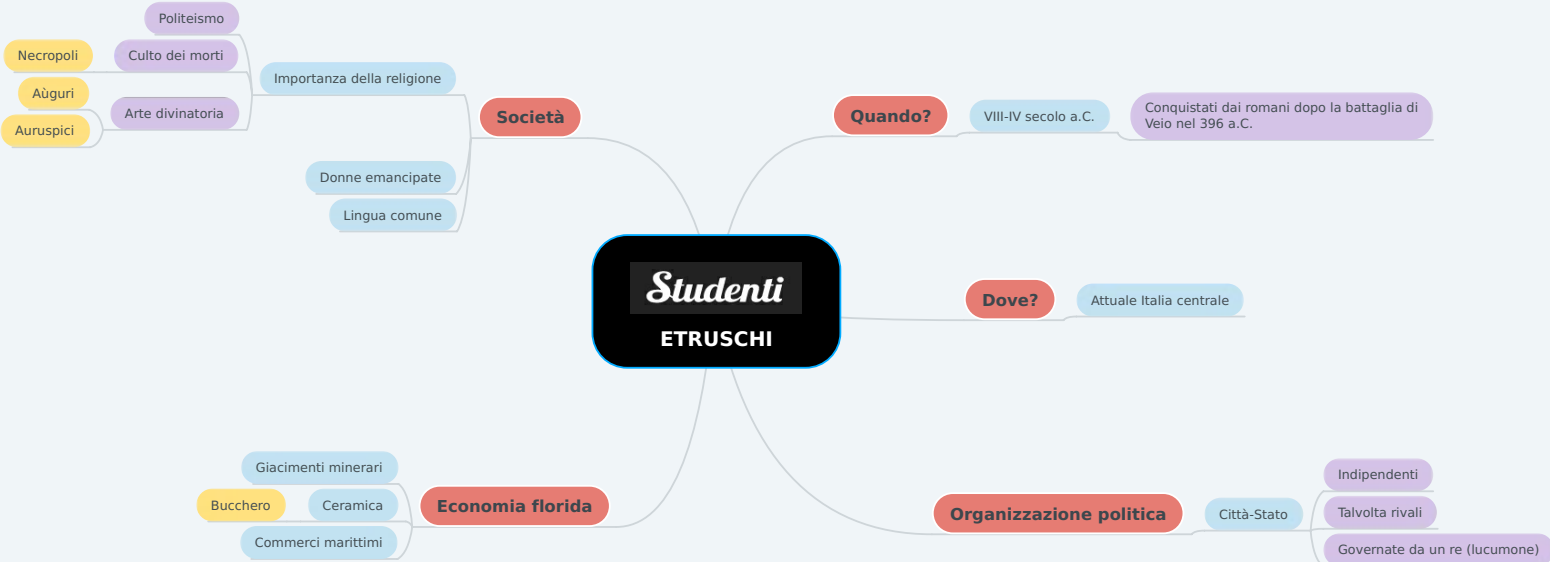 Studenti
ETRUSCHI
Società
Importanza della religione
Politeismo
Culto dei morti
Necropoli
Arte divinatoria
Aùguri
Auruspici
Donne emancipate
Lingua comune
Quando?
VIII-IV secolo a.C.
Conquistati dai romani dopo la battaglia di
Veio nel 396 a.C.
Dove?
Attuale Italia centrale
Organizzazione politica
Città-Stato
Indipendenti
Talvolta rivali
Governate da un re (lucumone)
Economia florida
Giacimenti minerari
Ceramica
Bucchero
Commerci marittimi